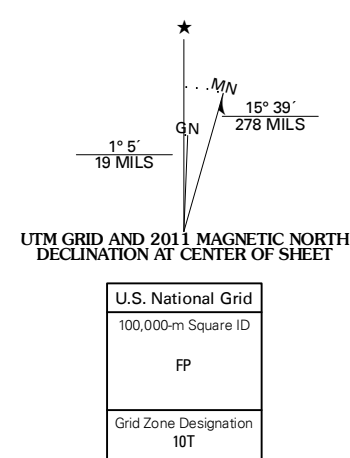 ★
MN
15° 39´
278 MILS
GN
1° 5´
19 MILS
UTM GRID AND 2011 MAGNETIC NORTH
DECLINATION AT CENTER OF SHEET
U.S. National Grid
100,000-m Square ID
FP
Grid Zone Designation
10T